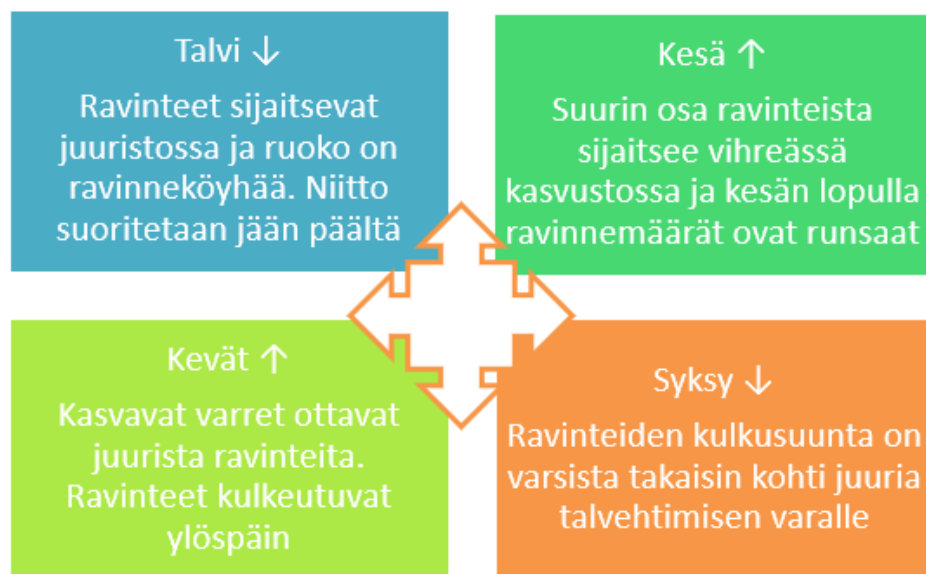 Talvi ↓
Ravinteet sijaitsevat
juuristossa ja ruoko on
ravinneköyhää. Niitto
suoritetaan jään päältä
Kesä ↑
Suurin osa ravinteista
sijaitsee vihreässä
kasvustossa ja kesän lopulla
ravinnemäärät ovat runsaat
Kevät ↑
Kasvavat varret ottavat
juurista ravinteita.
Ravinteet kulkeutuvat
ylöspäin
Syksy ↓
Ravinteiden kulkusuunta on
varsista takaisin kohti juuria
talvehtimisen varalle